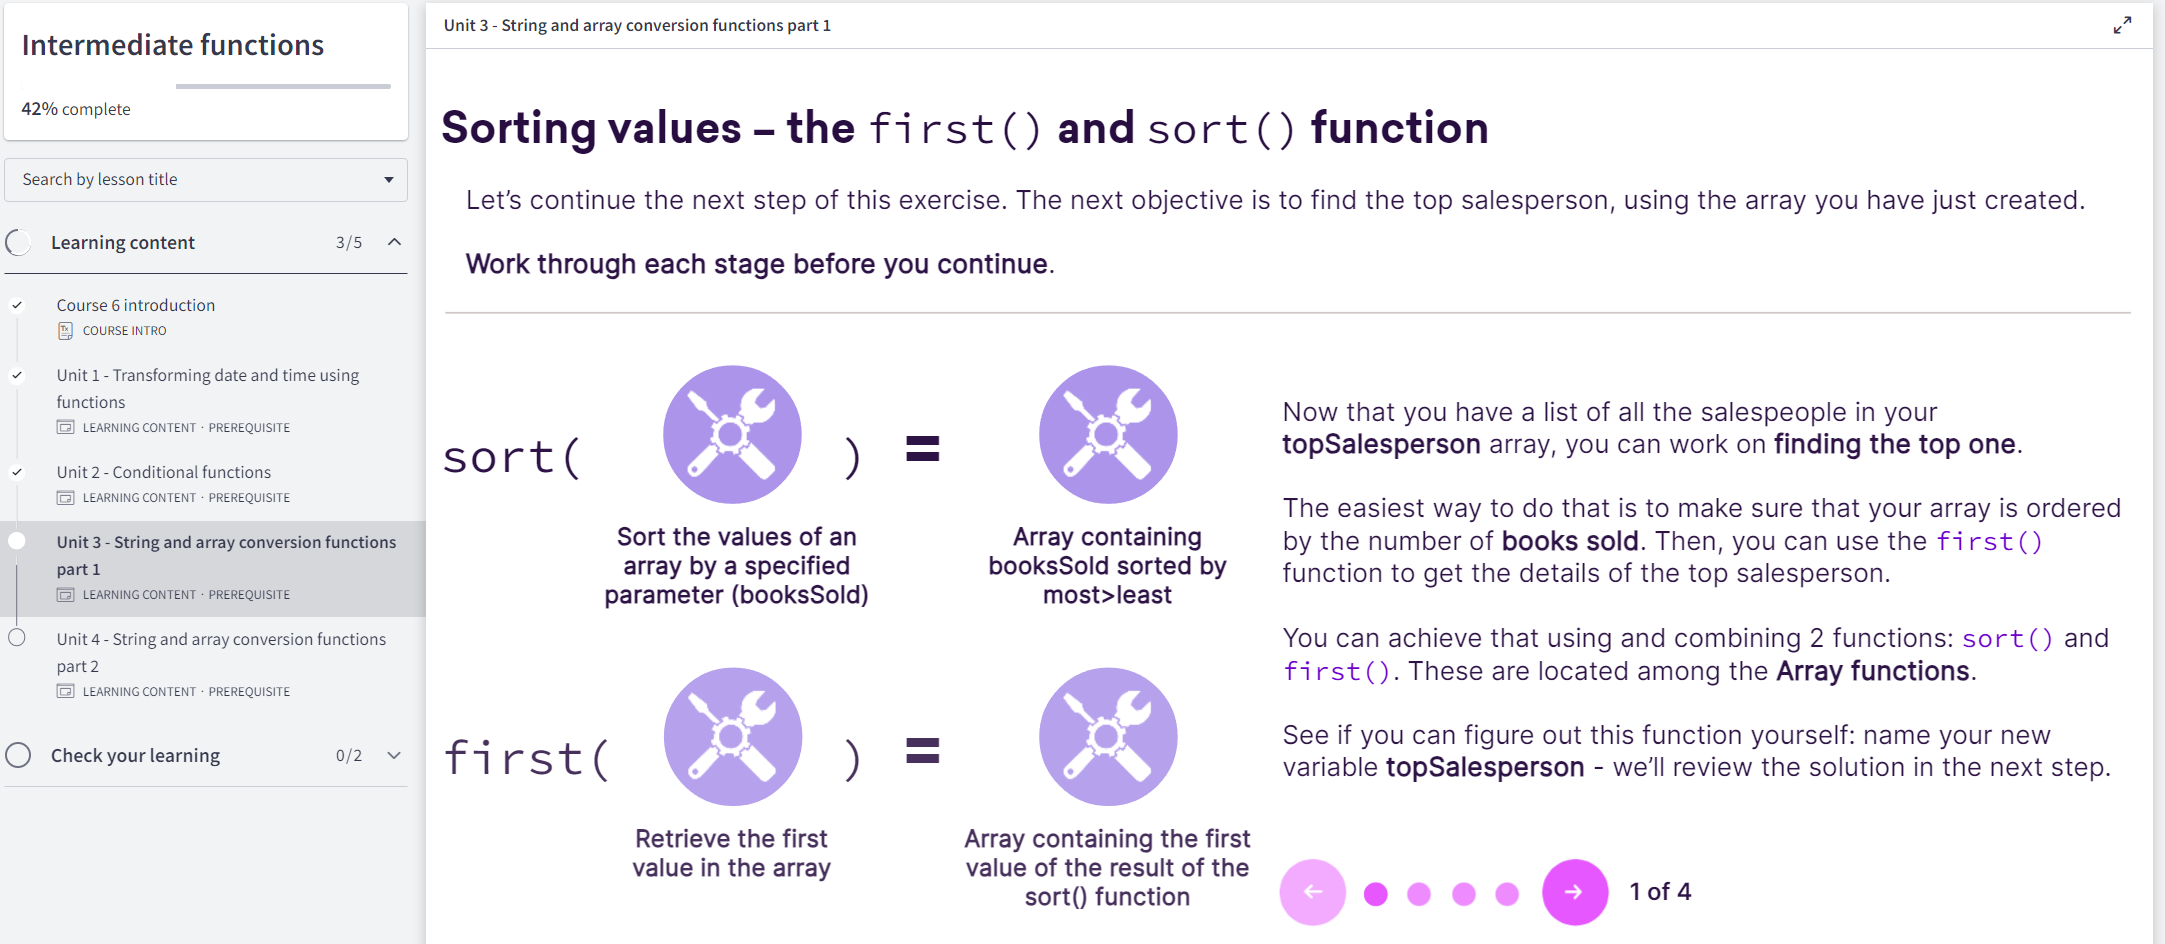 Intermediate functions
42% complete
Search by lesson title
Learning content 3/5
Course 6 introduction
COURSE INTRO
Unit 1 - Transforming date and time using
functions
LEARNING CONTENT · PREREQUISITE
Unit 2 - Conditional functions
LEARNING CONTENT · PREREQUISITE
Unit 3 - String and array conversion functions
part 1
LEARNING CONTENT · PREREQUISITE
Unit 4 - String and array conversion functions
part 2
LEARNING CONTENT · PREREQUISITE
Check your learning 0/2
Unit 3 - String and array conversion functions part 1
Sorting values – the first() and sort() function
Let’s continue the next step of this exercise. The next objective is to find the top salesperson, using the array you have just created.
Work through each stage before you continue.
sort( ) =
Sort the values of an
array by a specified
parameter (booksSold)
Array containing
booksSold sorted by
most>least
first( ) =
Retrieve the first
value in the array
Array containing the first
value of the result of the
sort() function
Now that you have a list of all the salespeople in your
topSalesperson array, you can work on finding the top one.
The easiest way to do that is to make sure that your array is ordered
by the number of books sold. Then, you can use the first()
function to get the details of the top salesperson.
You can achieve that using and combining 2 functions: sort() and
first(). These are located among the Array functions.
See if you can figure out this function yourself: name your new
variable topSalesperson - we’ll review the solution in the next step.
1 of 4